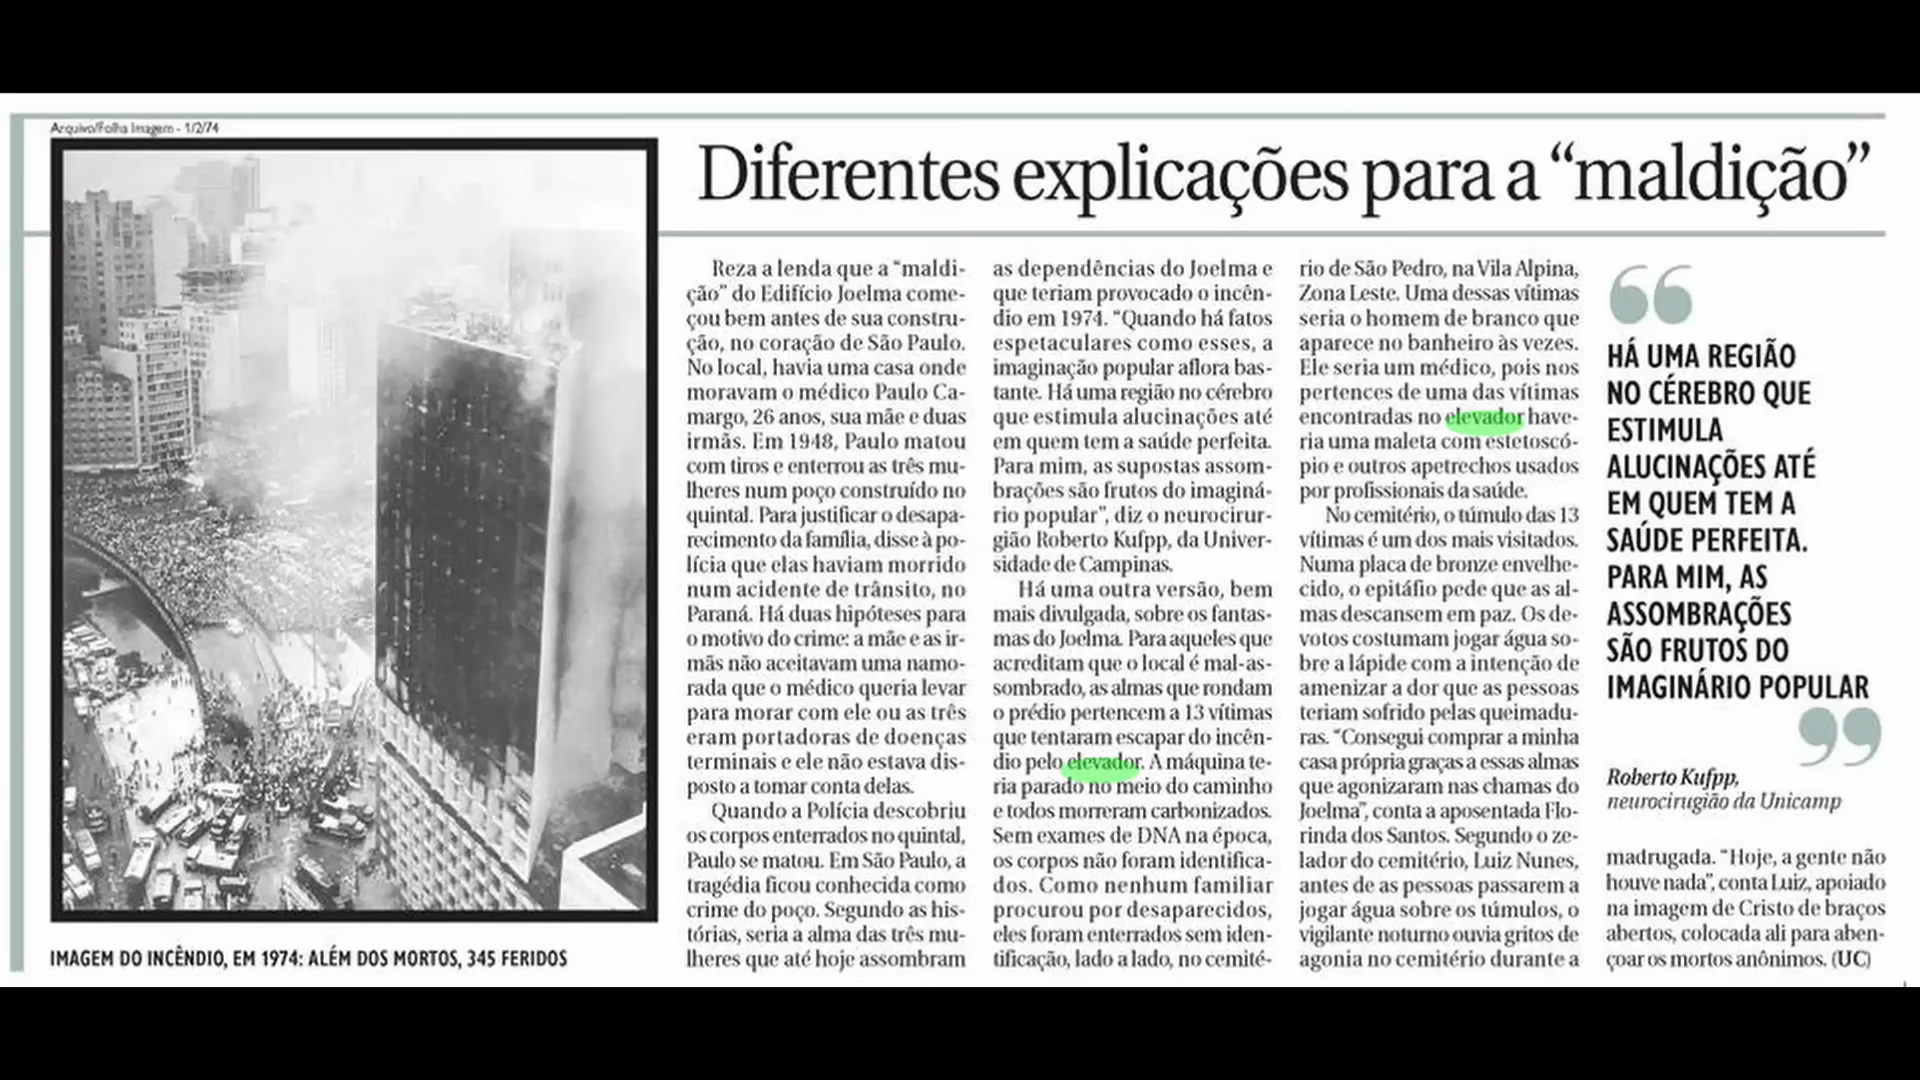 Arquivo/Folha Imagem - 1/2/74
Diferentes explicações para a “maldição”
Reza a lenda que a “maldi-
ção” do Edifício Joelma come-
çou bem antes de sua constru-
ção, no coração de São Paulo.
No local, havia uma casa onde
moravam o médico Paulo Ca-
margo, 26 anos, sua mãe e duas
irmãs. Em 1948, Paulo matou
com tiros e enterrou as três mu-
lheres num poço construído no
quintal. Para justificar o desapa-
recimento da família, disse à po-
lícia que elas haviam morrido
num acidente de trânsito, no
Paraná. Há duas hipóteses para
o motivo do crime: a mãe e as ir-
mãs não aceitavam uma namo-
rada que o médico queria levar
para morar com ele ou as três
eram portadoras de doenças
terminais e ele não estava dis-
posto a tomar conta delas.
Quando a Polícia descobriu
os corpos enterrados no quintal,
Paulo se matou. Em São Paulo, a
tragédia ficou conhecida como
crime do poço. Segundo as his-
tórias, seria a alma das três mu-
lheres que até hoje assombram
as dependências do Joelma e
que teriam provocado o incên-
dio em 1974. “Quando há fatos
espetaculares como esses, a
imaginação popular aflora bas-
tante. Há uma região no cérebro
que estimula alucinações até
em quem tem a saúde perfeita.
Para mim, as supostas assom-
brações são frutos do imaginá-
rio popular”, diz o neurocirur-
gião Roberto Kufpp, da Univer-
sidade de Campinas.
Há uma outra versão, bem
mais divulgada, sobre os fantas-
mas do Joelma. Para aqueles que
acreditam que o local é mal-as-
sombrado, as almas que rondam
o prédio pertencem a 13 vítimas
que tentaram escapar do incên-
dio pelo elevador. A máquina te-
ria parado no meio do caminho
e todos morreram carbonizados.
Sem exames de DNA na época,
os corpos não foram identifica-
dos. Como nenhum familiar
procurou por desaparecidos,
eles foram enterrados sem iden-
tificação, lado a lado, no cemité-
rio de São Pedro, na Vila Alpina,
Zona Leste. Uma dessas vítimas
seria o homem de branco que
aparece no banheiro às vezes.
Ele seria um médico, pois nos
pertences de uma das vítimas
encontradas no elevador have-
ria uma maleta com estetoscó-
pio e outros apetrechos usados
por profissionais da saúde.
No cemitério, o túmulo das 13
vítimas é um dos mais visitados.
Numa placa de bronze envelhe-
cido, o epitáfio pede que as al-
mas descansem em paz. Os de-
votos costumam jogar água so-
bre a lápide com a intenção de
amenizar a dor que as pessoas
teriam sofrido pelas queimadu-
ras. “Consegui comprar a minha
casa própria graças a essas almas
que agonizaram nas chamas do
Joelma”, conta a aposentada Flo-
rinda dos Santos. Segundo o ze-
lador do cemitério, Luiz Nunes,
antes de as pessoas passarem a
jogar água sobre os túmulos, o
vigilante noturno ouvia gritos de
agonia no cemitério durante a
“
HÁ UMA REGIÃO
NO CÉREBRO QUE
ESTIMULA
ALUCINAÇÕES ATÉ
EM QUEM TEM A
SAÚDE PERFEITA.
PARA MIM, AS
ASSOMBRAÇÕES
SÃO FRUTOS DO
IMAGINÁRIO POPULAR
”
Roberto Kufpp,
neurocirugião da Unicamp
madrugada. “Hoje, a gente não
houve nada”, conta Luiz, apoiado
na imagem de Cristo de braços
abertos, colocada ali para aben-
çoar os mortos anônimos. (UC)
IMAGEM DO INCÊNDIO, EM 1974: ALÉM DOS MORTOS, 345 FERIDOS